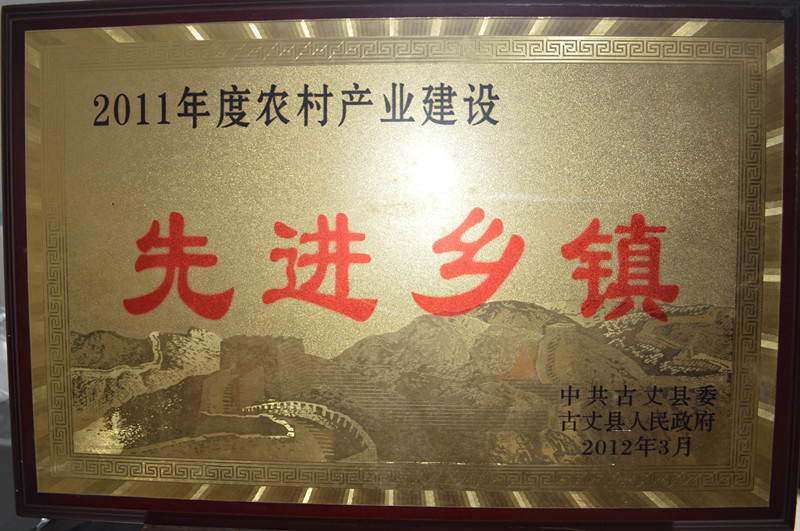 2011年度农村产业建设
先进乡镇
中共古丈县委
古丈县人民政府
2012年3月